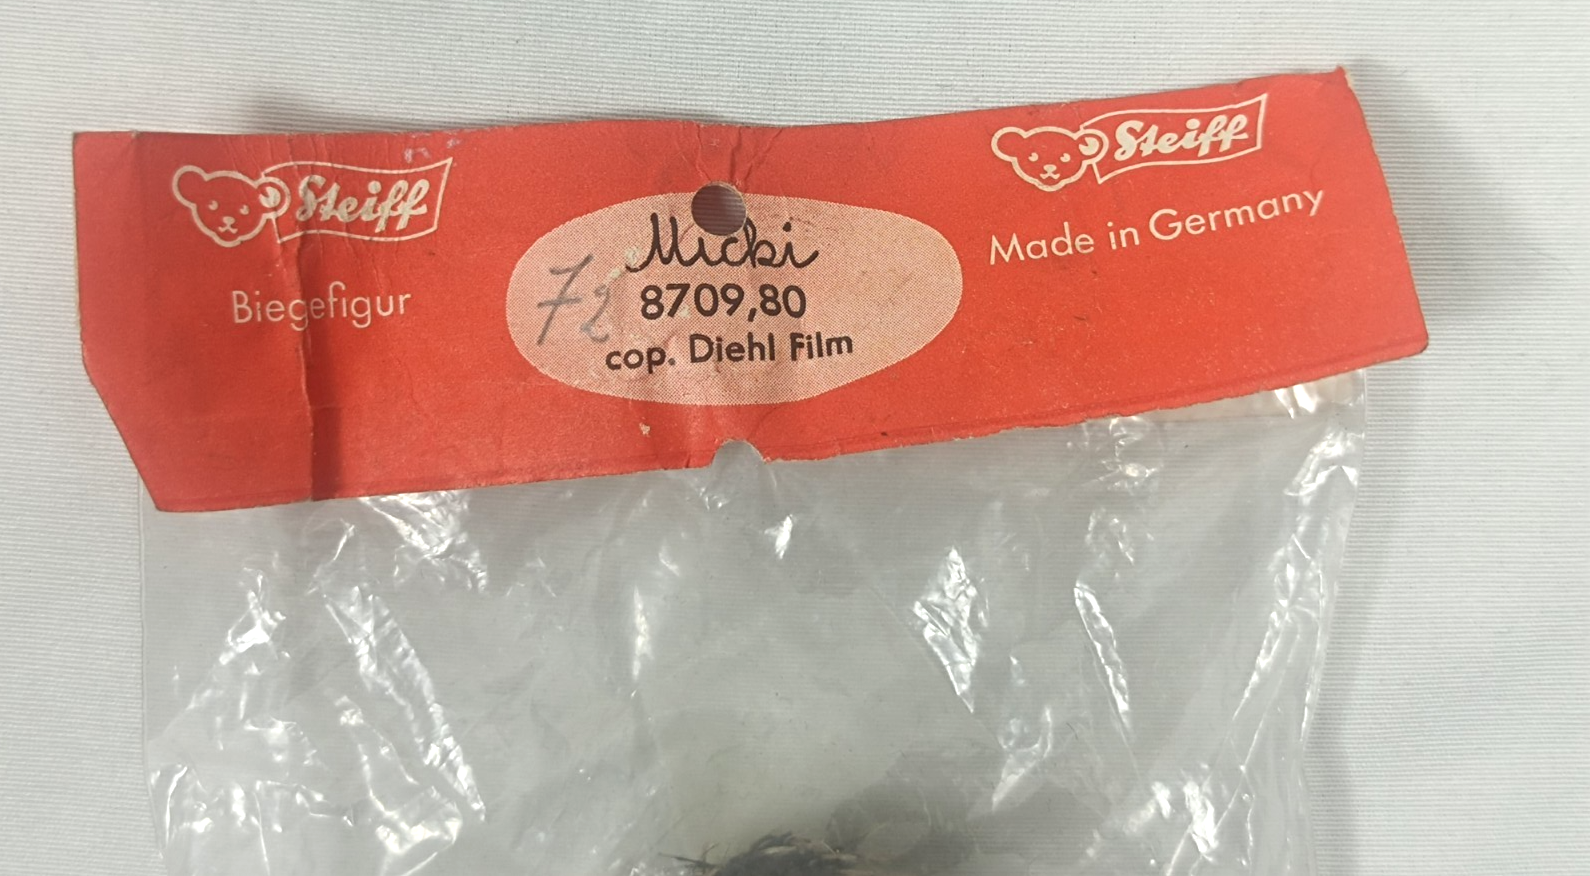 Steiff
Biegefigur
Micki
72
8709,80
cop. Diehl Film
Steiff
Made in Germany